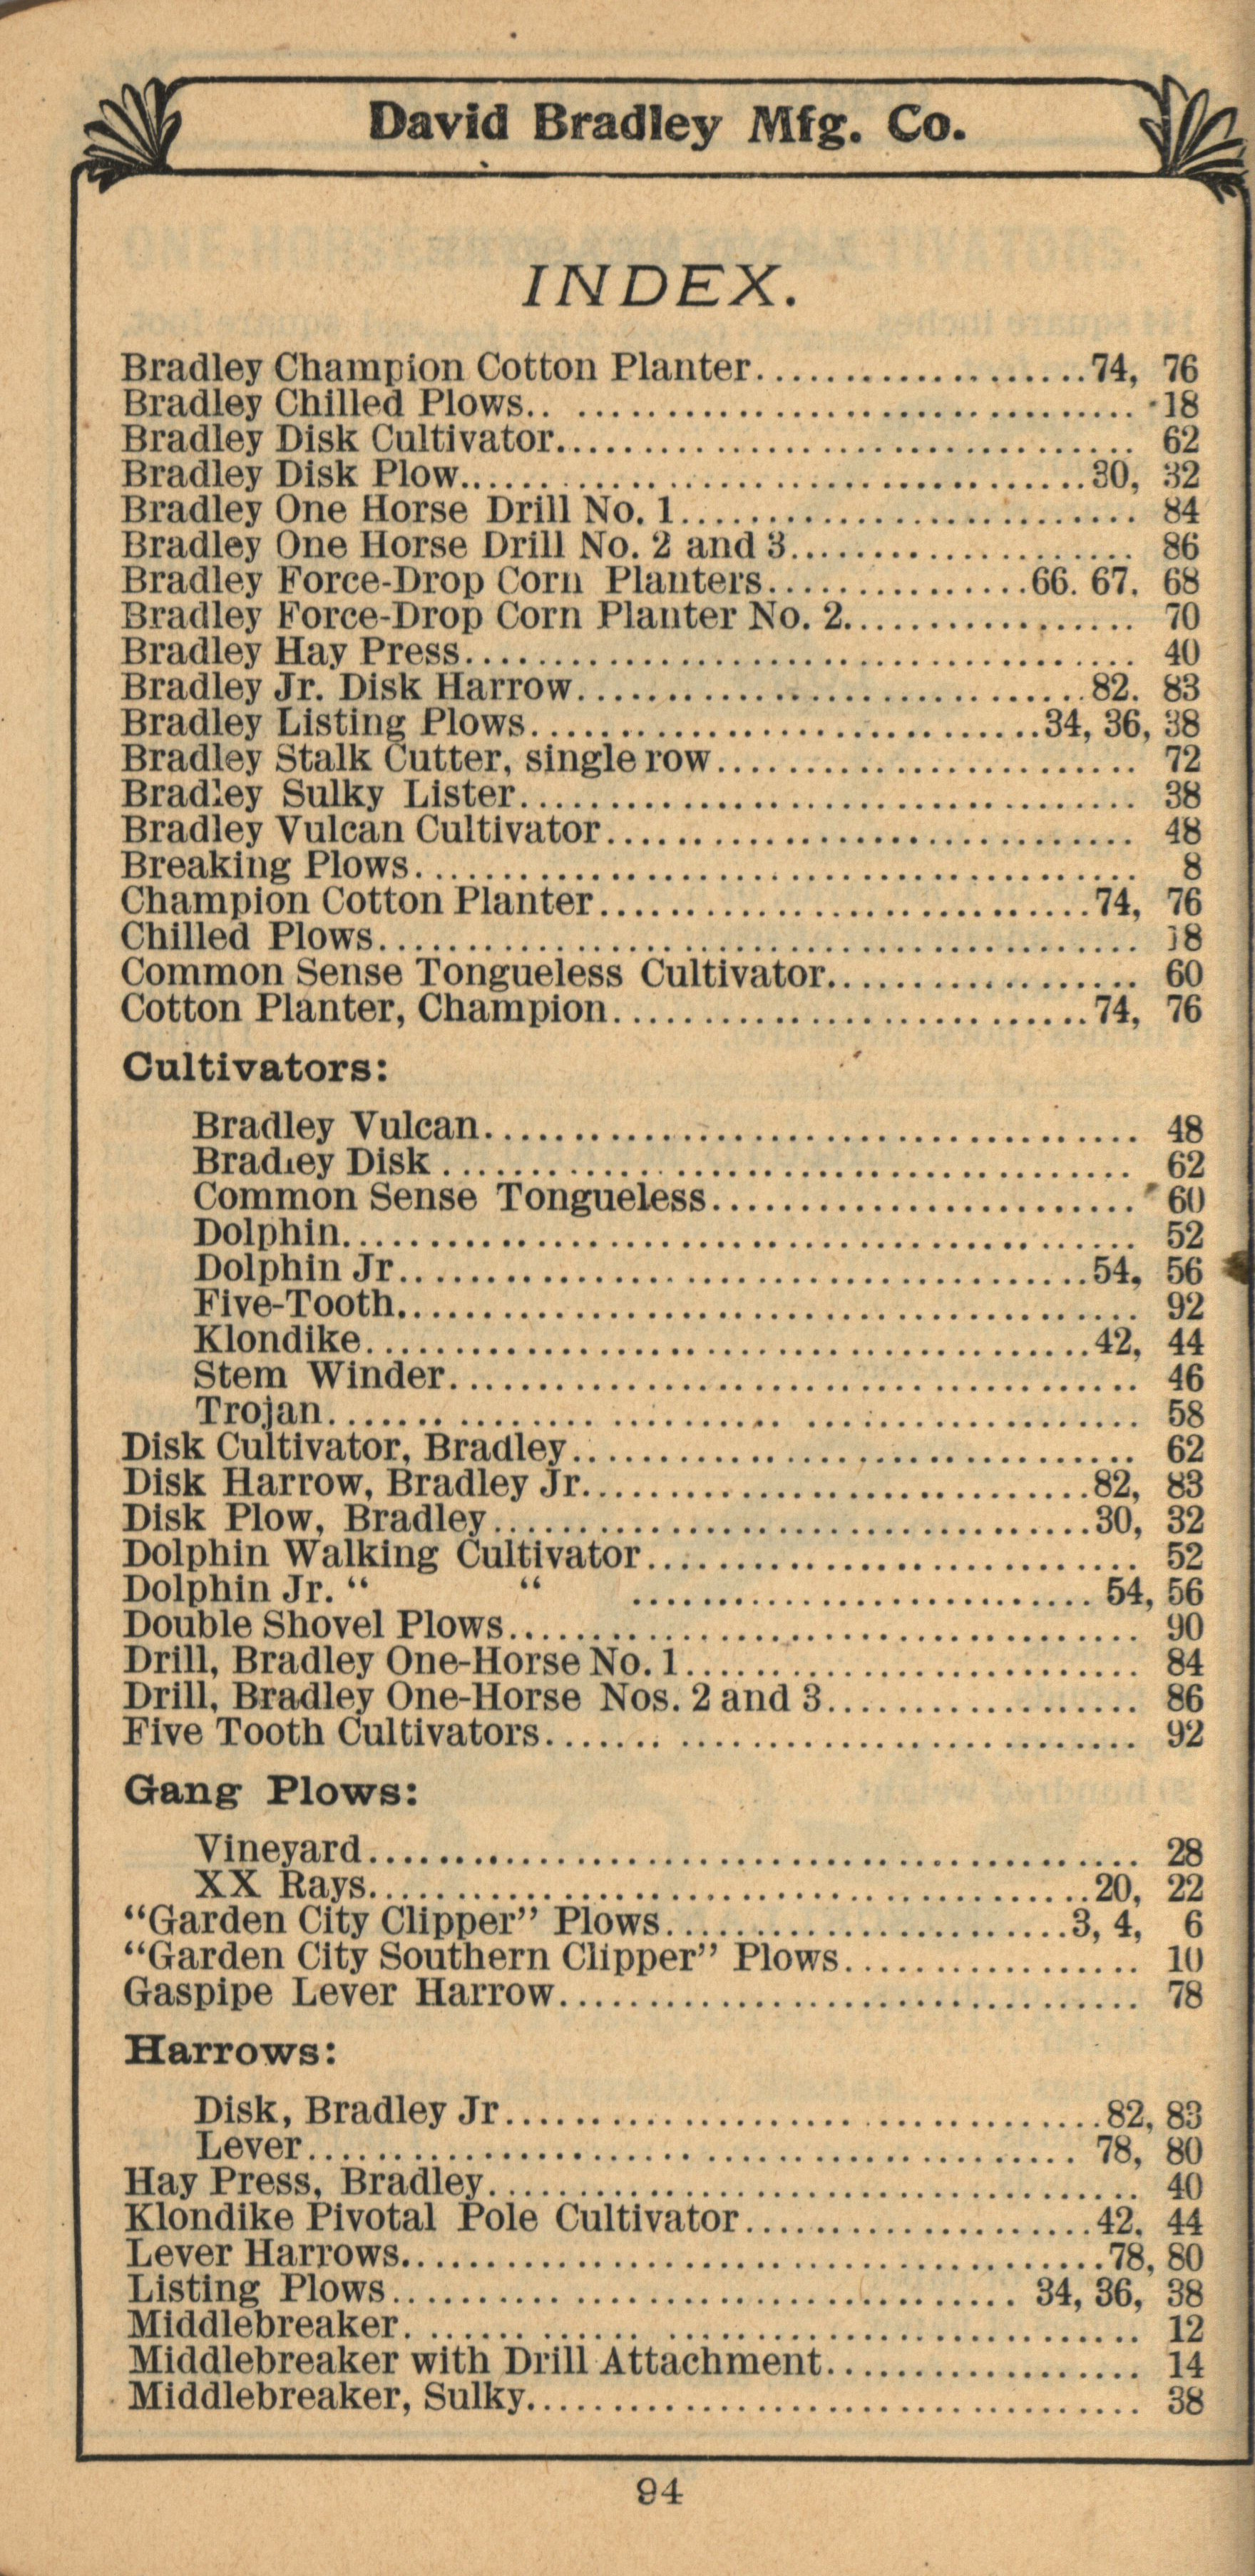 David Bradley Mfg. Co.
INDEX.
Bradley Champion Cotton Planter........................74, 76
Bradley Chilled Plows.. ................................ 18
Bradley Disk Cultivator................................. 62
Bradley Disk Plow....................................30, 32
Bradley One Horse Drill No. 1........................... 84
Bradley One Horse Drill No. 2 and 3..................... 86
Bradley Force-Drop Corn Planters................66. 67. 68
Bradley Force-Drop Corn Planter No. 2.................. 70
Bradley Hay Press...................................... 40
Bradley Jr. Disk Harrow.............................82. 83
Bradley Listing Plows.............................34, 36, 38
Bradley Stalk Cutter, single row........................ 72
Bradley Sulky Lister................................... 38
Bradley Vulcan Cultivator.............................. 48
Breaking Plows......................................... 8
Champion Cotton Planter............................74, 76
Chilled Plows.......................................... 18
Common Sense Tongueless Cultivator.................. 60
Cotton Planter, Champion...........................74, 76
Cultivators:
Bradley Vulcan..................................... 48
Bradley Disk ...................................... 62
Common Sense Tongueless........................ 60
Dolphin............................................. 52
Dolphin Jr.......................................54, 56
Five-Tooth.......................................... 92
Klondike.........................................42, 44
Stem Winder....................................... 46
Trojan....... ........ ......... .................. 58
Disk Cultivator, Bradley................................ 62
Disk Harrow, Bradley Jr.............................82, 83
Disk Plow, Bradley..................................30, 32
Dolphin Walking Cultivator............................ 52
Dolphin Jr. “ “ .......................... 54, 56
Double Shovel Plows.................................... 90
Drill, Bradley One-Horse No. 1.......................... 84
Drill, Bradley One-Horse Nos. 2 and 3.................. 86
Five Tooth Cultivators....... .......................... 92
Gang Plows:
Vineyard........................................... 28
XX Rays.........................................20, 22
“Garden City Clipper” Plows.......................3, 4, 6
“Garden City Southern Clipper” Plows................. 10
Gaspipe Lever Harrow................................. 78
Harrows:
Disk, Bradley Jr..................................82, 83
Lever........................................... 78, 80
Hay Press, Bradley..................................... 40
Klondike Pivotal Pole Cultivator....................42. 44
Lever Harrows........................................78, 80
Listing Plows.................................... 34, 36, 38
Middlebreaker. ...... ...... ........................... 12
Middlebreaker with Drill Attachment.................. 14
Middlebreaker, Sulky................................... 38
94